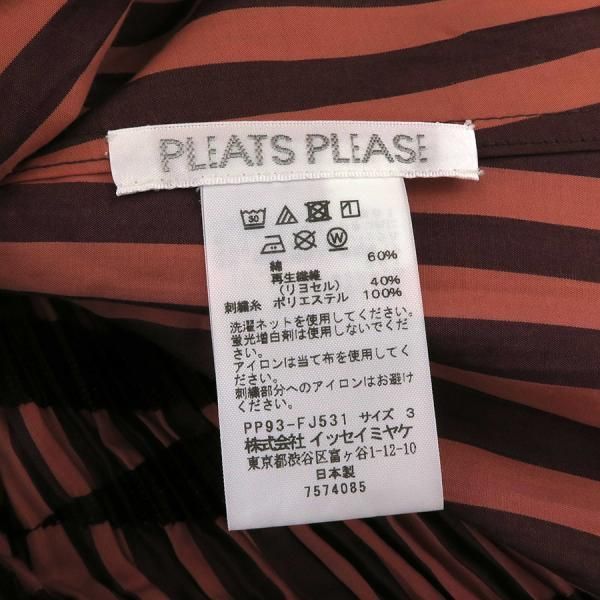 PLEATS PLEASE
30
W
綿 60%
再生繊維
(リヨセル) 40%
刺繍糸 ポリエステル 100%
洗濯ネットを使用してください。
蛍光増白剤は使用しないでくだ
さい。
アイロンは当て布を使用してくだ
さい。
刺繍部分へのアイロンはお避け
ください。
PP93-FJ531 サイズ 3
株式会社 イッセイミヤケ
東京都渋谷区富ヶ谷1-12-10
日本製
7574085